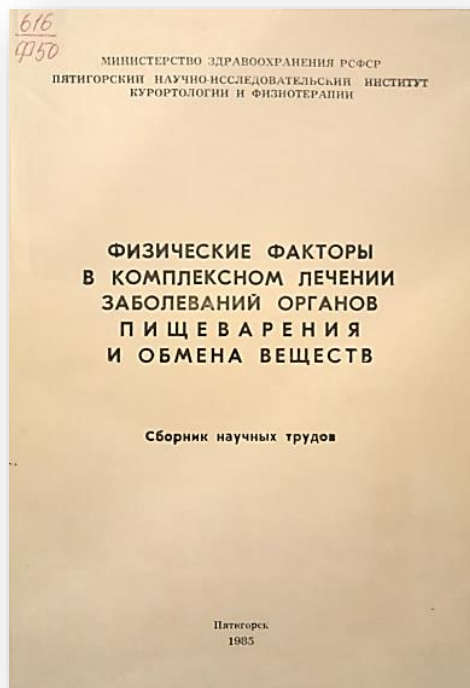 616
Ф50
МИНИСТЕРСТВО ЗДРАВООХРАНЕНИЯ РСФСР
ПЯТИГОРСКИЙ НАУЧНО-ИССЛЕДОВАТЕЛЬСКИЙ ИНСТИТУТ
КУРОРТОЛОГИИ И ФИЗИОТЕРАПИИ
ФИЗИЧЕСКИЕ ФАКТОРЫ
В КОМПЛЕКСНОМ ЛЕЧЕНИИ
ЗАБОЛЕВАНИЙ ОРГАНОВ
ПИЩЕВАРЕНИЯ
И ОБМЕНА ВЕЩЕСТВ
Сборник научных трудов
Пятигорск
1985